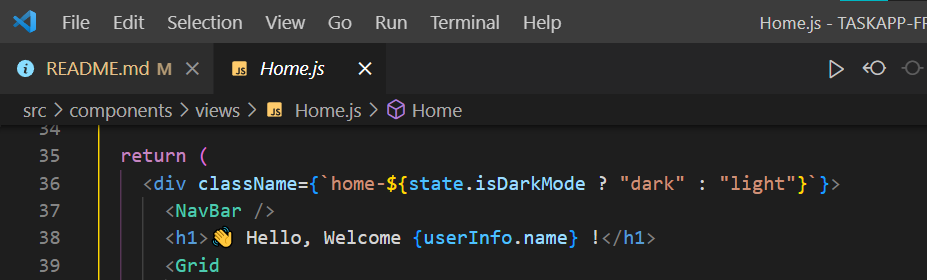 File Edit Selection View Go Run Terminal Help Home.js - TASKAPP-FR
README.md M JS Home.js
src > components > views > JS Home.js > Home
34
35 return (
36 <div className={`home-${state.isDarkMode ? "dark" : "light"}`}>
37 <NavBar />
38 <h1>👋 Hello, Welcome {userInfo.name} !</h1>
39 <Grid